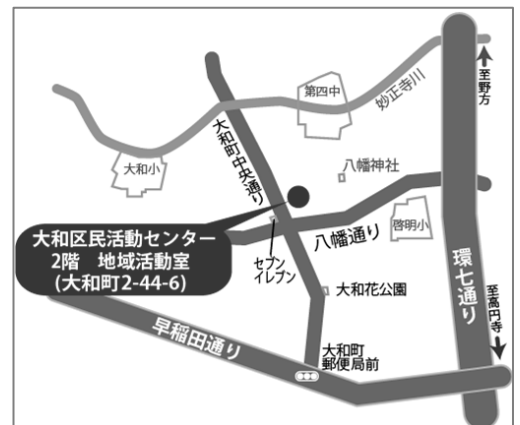 至野方
第四中
妙正寺川
大和町中央通り
大和小
八幡神社
啓明小
大和区民活動センター
2階 地域活動室
(大和町2-44-6)
セブン
イレブン
八幡通り
環七通り
大和花公園
至高円寺
早稲田通り
大和町
郵便局前